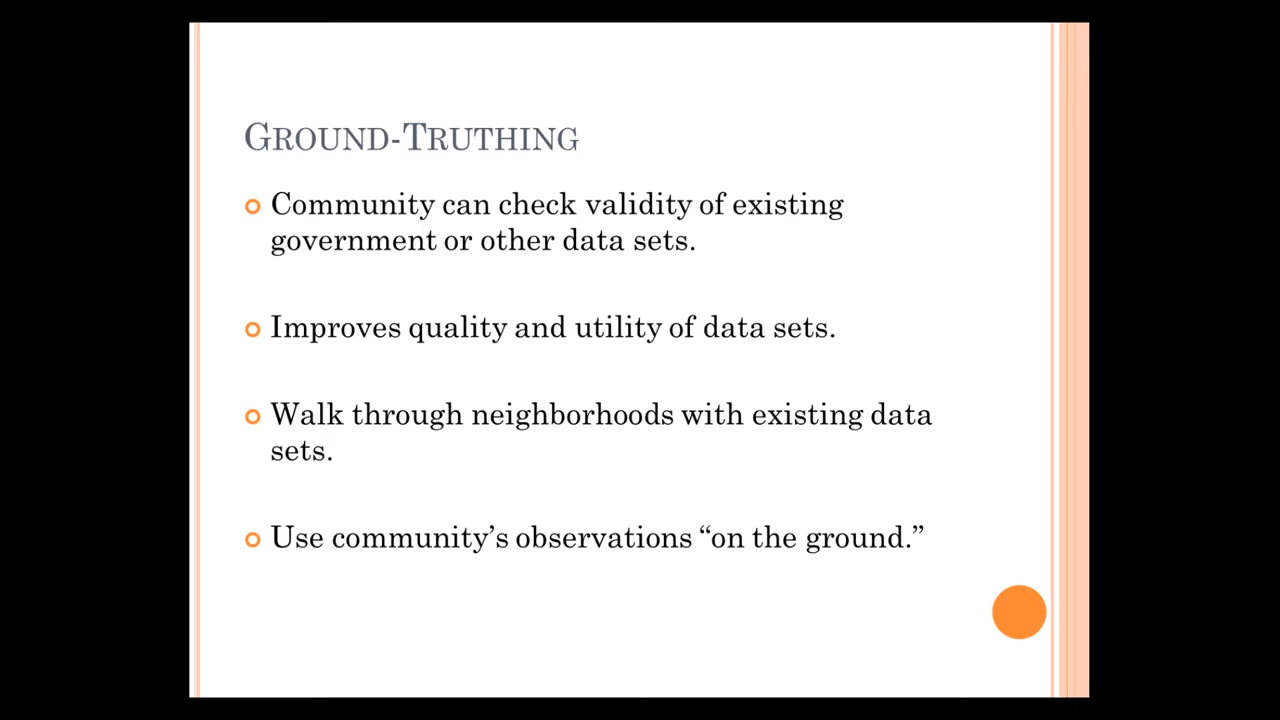 GROUND-TRUTHING
Community can check validity of existing
government or other data sets.
Improves quality and utility of data sets.
Walk through neighborhoods with existing data
sets.
Use community’s observations “on the ground.”